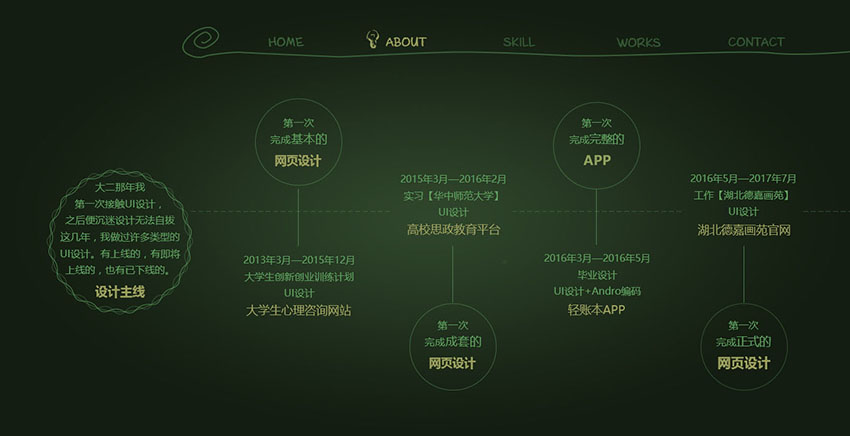 HOME
ABOUT
SKILL
WORKS
CONTACT
大二那年我
第一次接触UI设计，
之后便沉迷设计无法自拔
这几年，我做过许多类型的
UI设计。有上线的，有即将
上线的，也有已下线的。
设计主线
第一次
完成基本的
网页设计
2013年3月—2015年12月
大学生创新创业训练计划
UI设计
大学生心理咨询网站
2015年3月—2016年2月
实习【华中师范大学】
UI设计
高校思政教育平台
第一次
完成成套的
网页设计
第一次
完成完整的
APP
2016年3月—2016年5月
毕业设计
UI设计+Andro编码
轻账本APP
2016年5月—2017年7月
工作【湖北德嘉画苑】
UI设计
湖北德嘉画苑官网
第一次
完成正式的
网页设计